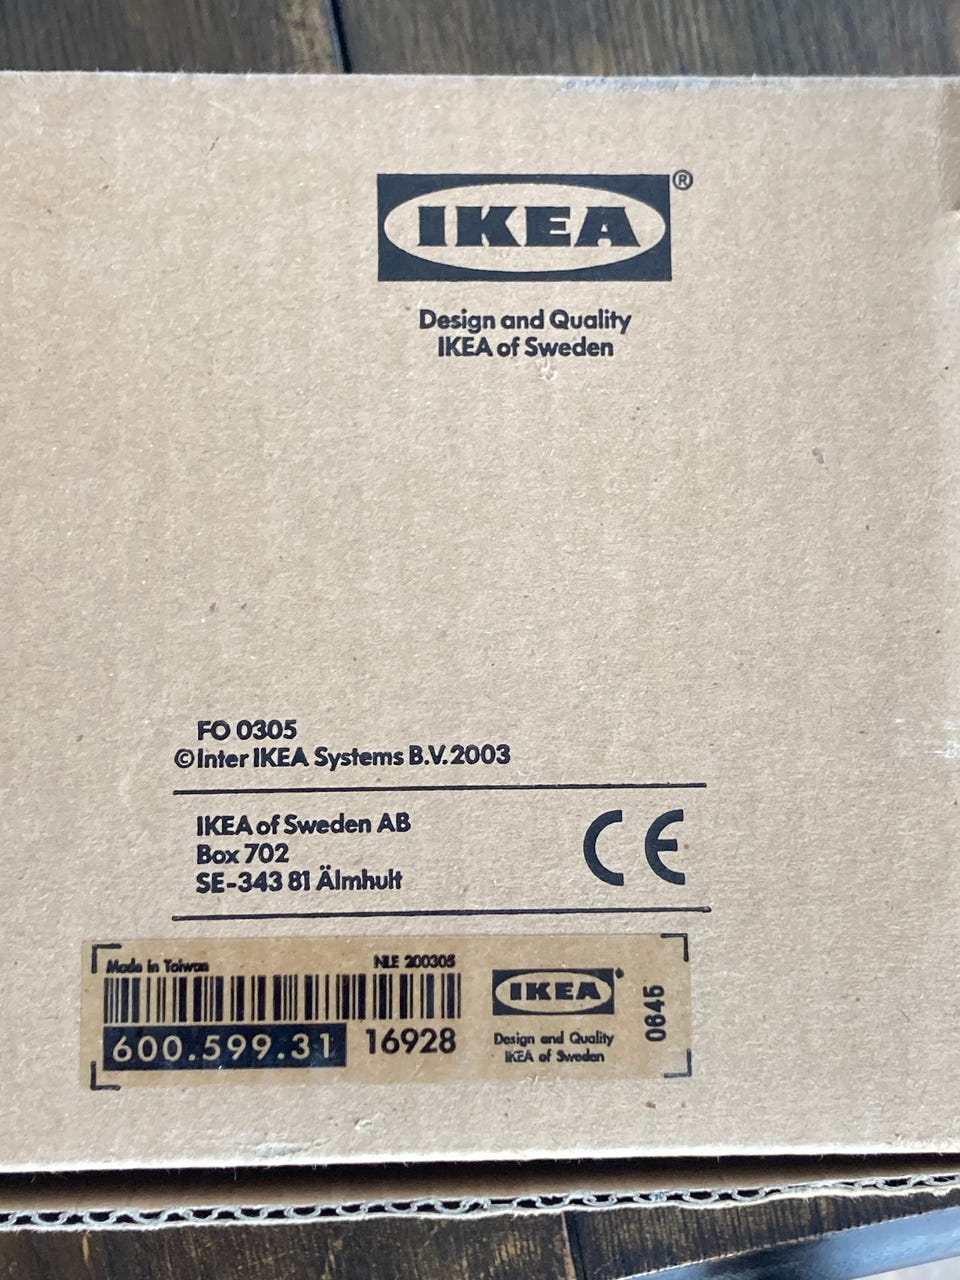 IKEA®
Design and Quality
IKEA of Sweden
FO 0305
©Inter IKEA Systems B.V. 2003
IKEA of Sweden AB
Box 702
SE-343 81 Älmhult
CE
Made in Taiwan
NLE 200305
600.599.31
16928
IKEA®
Design and Quality
IKEA of Sweden
0645